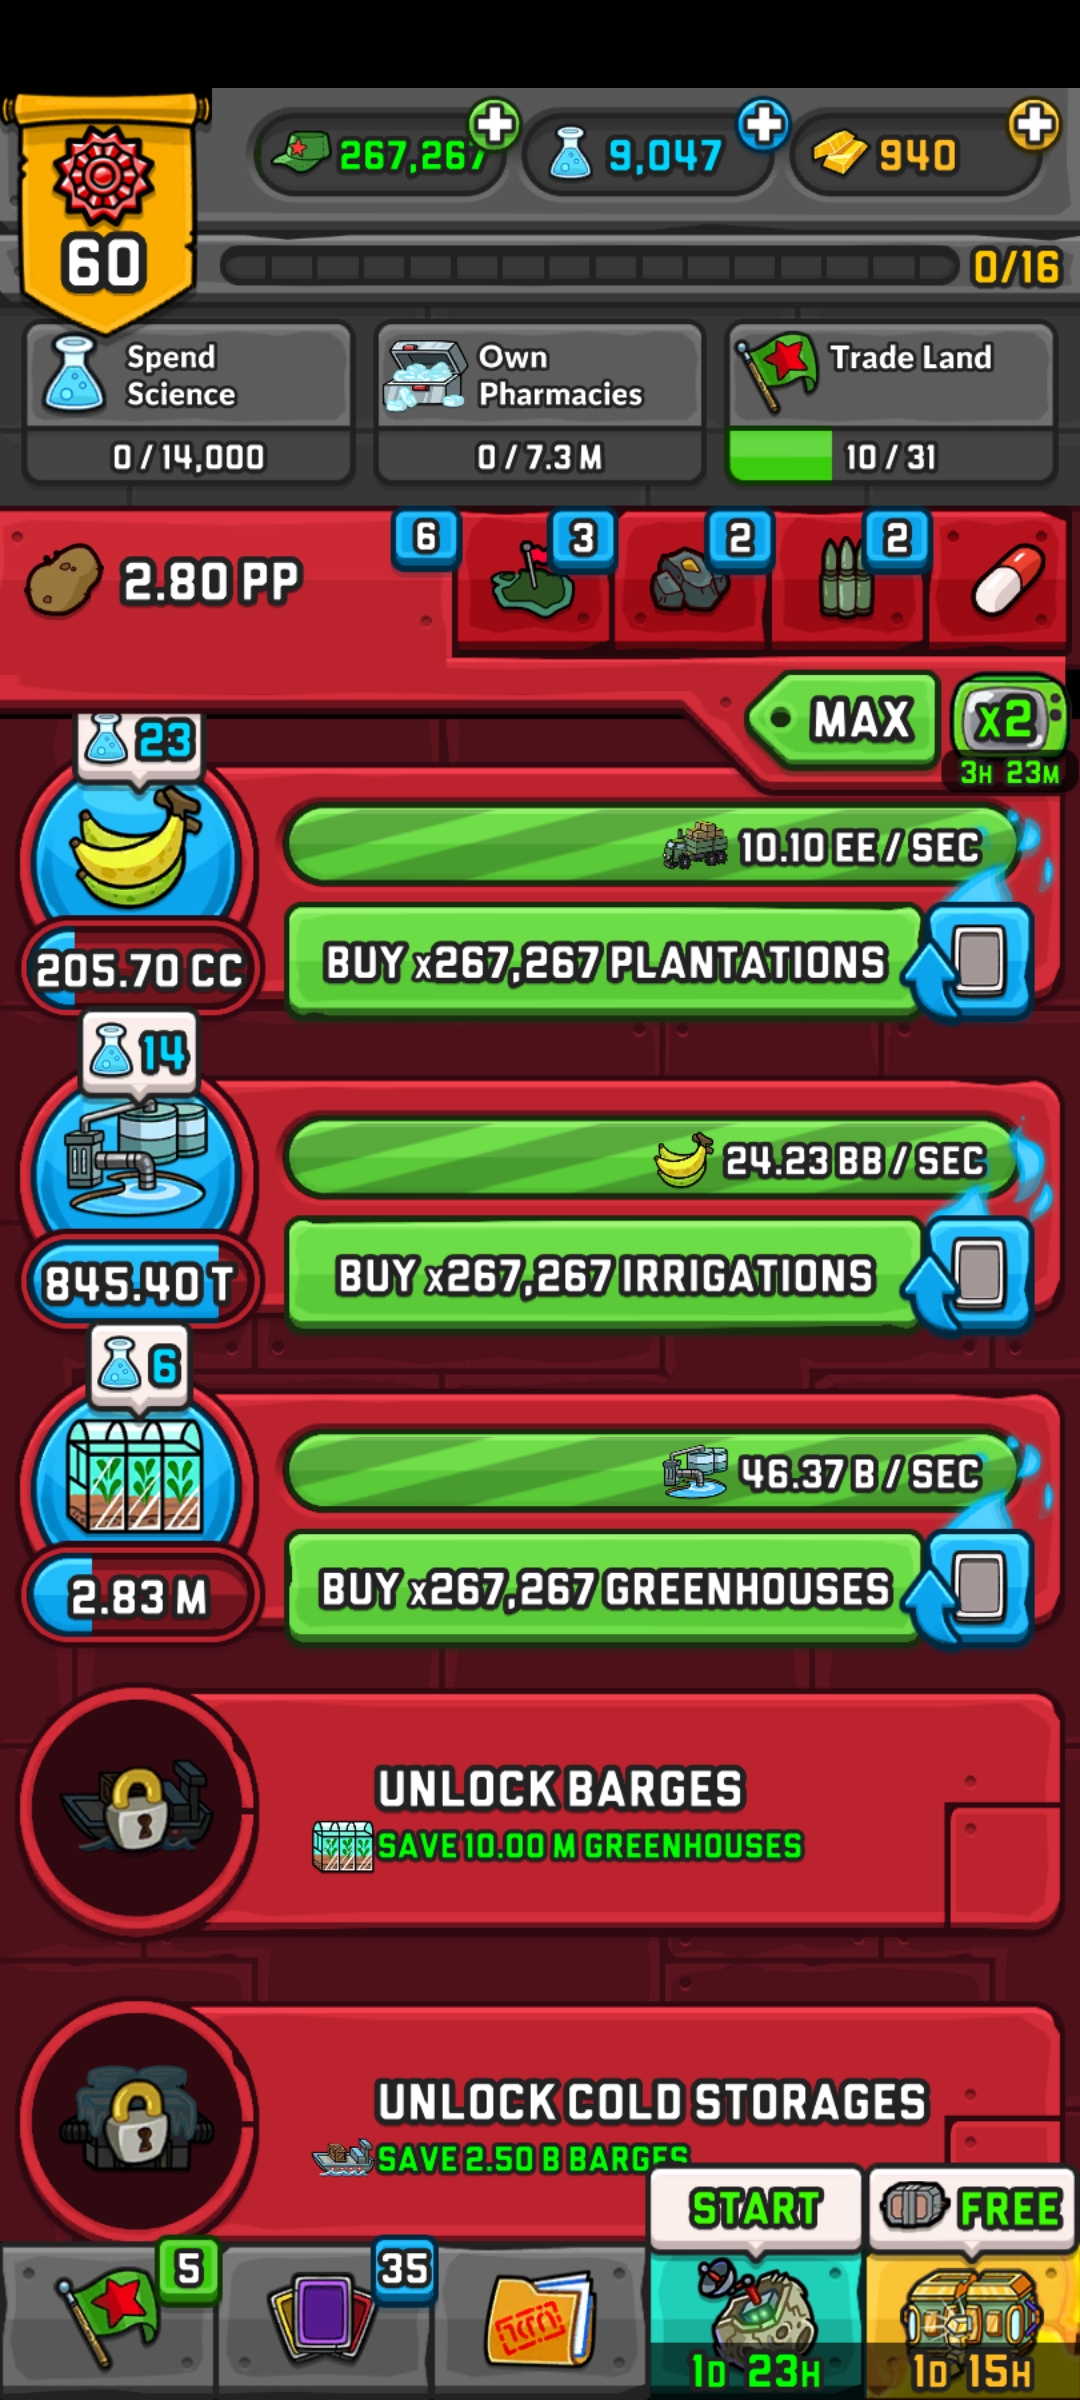 267,267
9,047
940
60
0/16
Spend
Science
Own
Pharmacies
Trade Land
0 / 14,000
0 / 7.3 M
10 / 31
2.80 PP
6
3
2
2
MAX
x2
3H 23M
23
10.10 EE / SEC
205.70 CC
BUY x267,267 PLANTATIONS
14
24.23 BB / SEC
845.40 T
BUY x267,267 IRRIGATIONS
6
46.37 B / SEC
2.83 M
BUY x267,267 GREENHOUSES
UNLOCK BARGES
SAVE 10.00 M GREENHOUSES
UNLOCK COLD STORAGES
SAVE 2.50 B BARGES
START
FREE
5
35
1D 23H
1D 15H